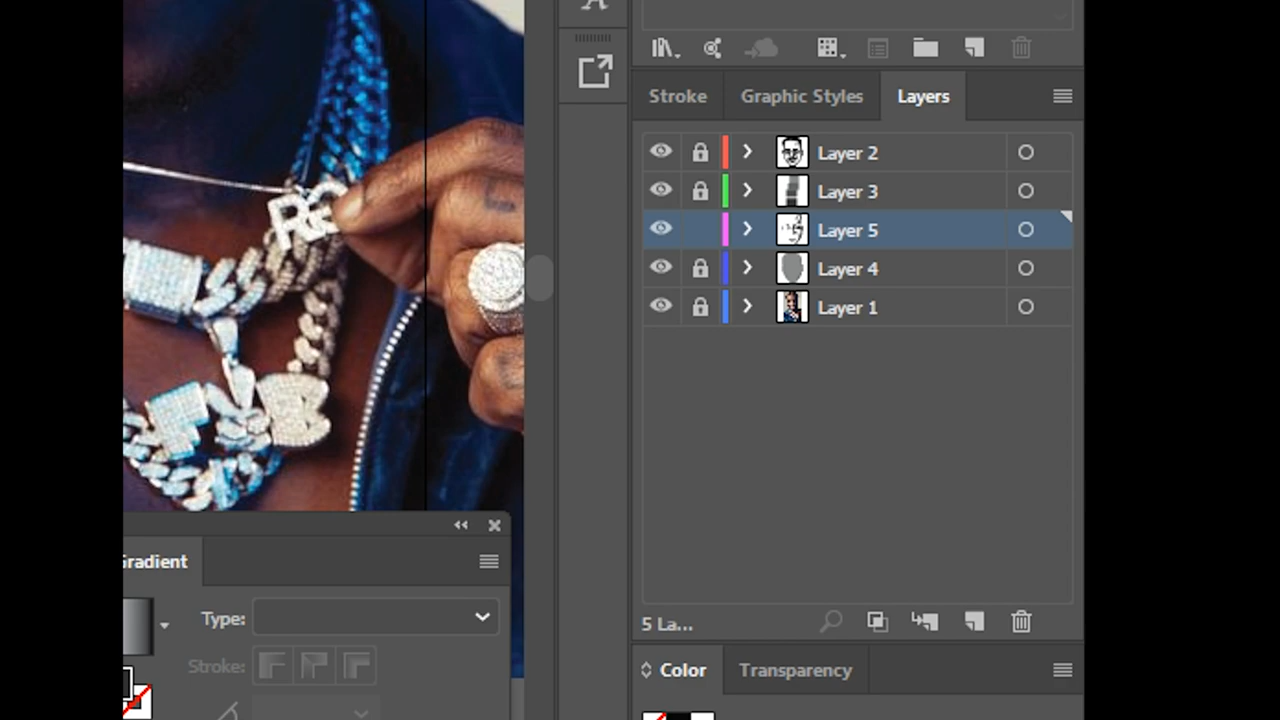 Stroke Graphic Styles Layers
Layer 2
Layer 3
Layer 5
Layer 4
Layer 1
5 La...
Color Transparency
Gradient
Type:
Stroke: